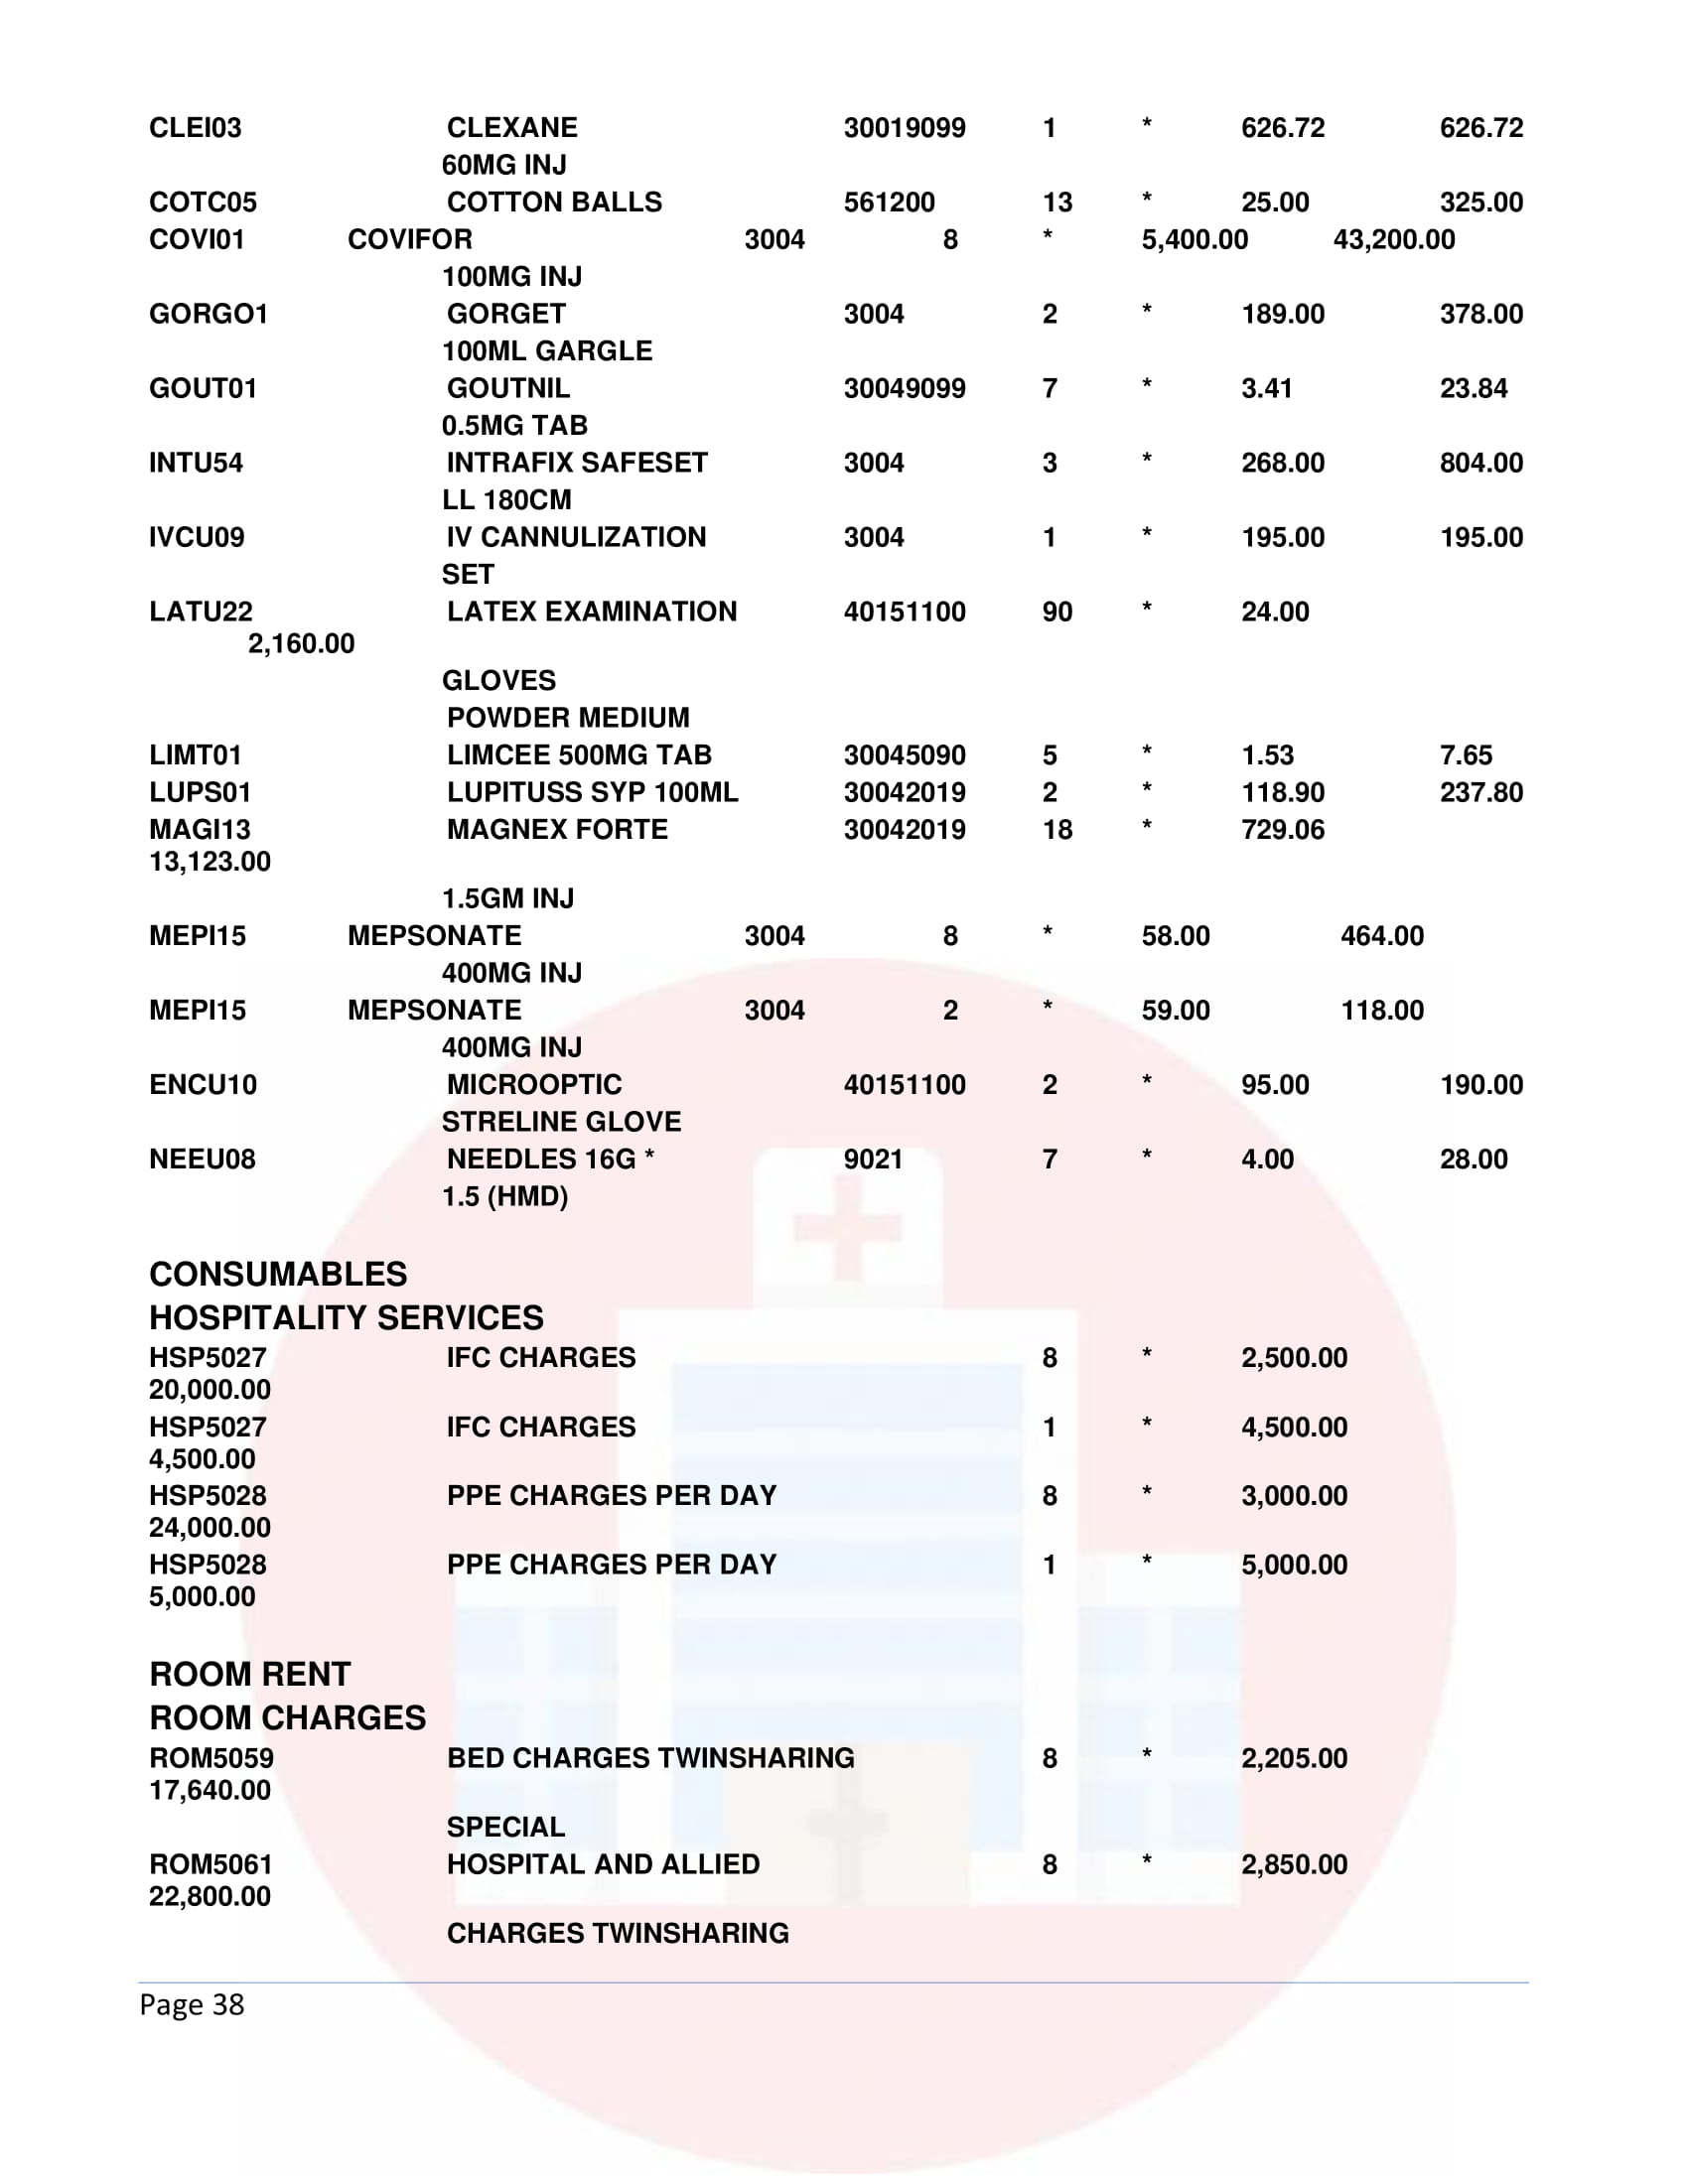 CLEI03 CLEXANE 30019099 1 * 626.72 626.72
60MG INJ
COTC05 COTTON BALLS 561200 13 * 25.00 325.00
COVI01 COVIFOR 3004 8 * 5,400.00 43,200.00
100MG INJ
GORGO1 GORGET 3004 2 * 189.00 378.00
100ML GARGLE
GOUT01 GOUTNIL 30049099 7 * 3.41 23.84
0.5MG TAB
INTU54 INTRAFIX SAFESET 3004 3 * 268.00 804.00
LL 180CM
IVCU09 IV CANNULIZATION 3004 1 * 195.00 195.00
SET
LATU22 LATEX EXAMINATION 40151100 90 * 24.00
2,160.00
GLOVES
POWDER MEDIUM
LIMT01 LIMCEE 500MG TAB 30045090 5 * 1.53 7.65
LUPS01 LUPITUSS SYP 100ML 30042019 2 * 118.90 237.80
MAGI13 MAGNEX FORTE 30042019 18 * 729.06
13,123.00
1.5GM INJ
MEPI15 MEPSONATE 3004 8 * 58.00 464.00
400MG INJ
MEPI15 MEPSONATE 3004 2 * 59.00 118.00
400MG INJ
ENCU10 MICROOPTIC 40151100 2 * 95.00 190.00
STRELINE GLOVE
NEEU08 NEEDLES 16G * 9021 7 * 4.00 28.00
1.5 (HMD)
CONSUMABLES
HOSPITALITY SERVICES
HSP5027 IFC CHARGES 8 * 2,500.00
20,000.00
HSP5027 IFC CHARGES 1 * 4,500.00
4,500.00
HSP5028 PPE CHARGES PER DAY 8 * 3,000.00
24,000.00
HSP5028 PPE CHARGES PER DAY 1 * 5,000.00
5,000.00
ROOM RENT
ROOM CHARGES
ROM5059 BED CHARGES TWINSHARING 8 * 2,205.00
17,640.00
SPECIAL
ROM5061 HOSPITAL AND ALLIED 8 * 2,850.00
22,800.00
CHARGES TWINSHARING
Page 38